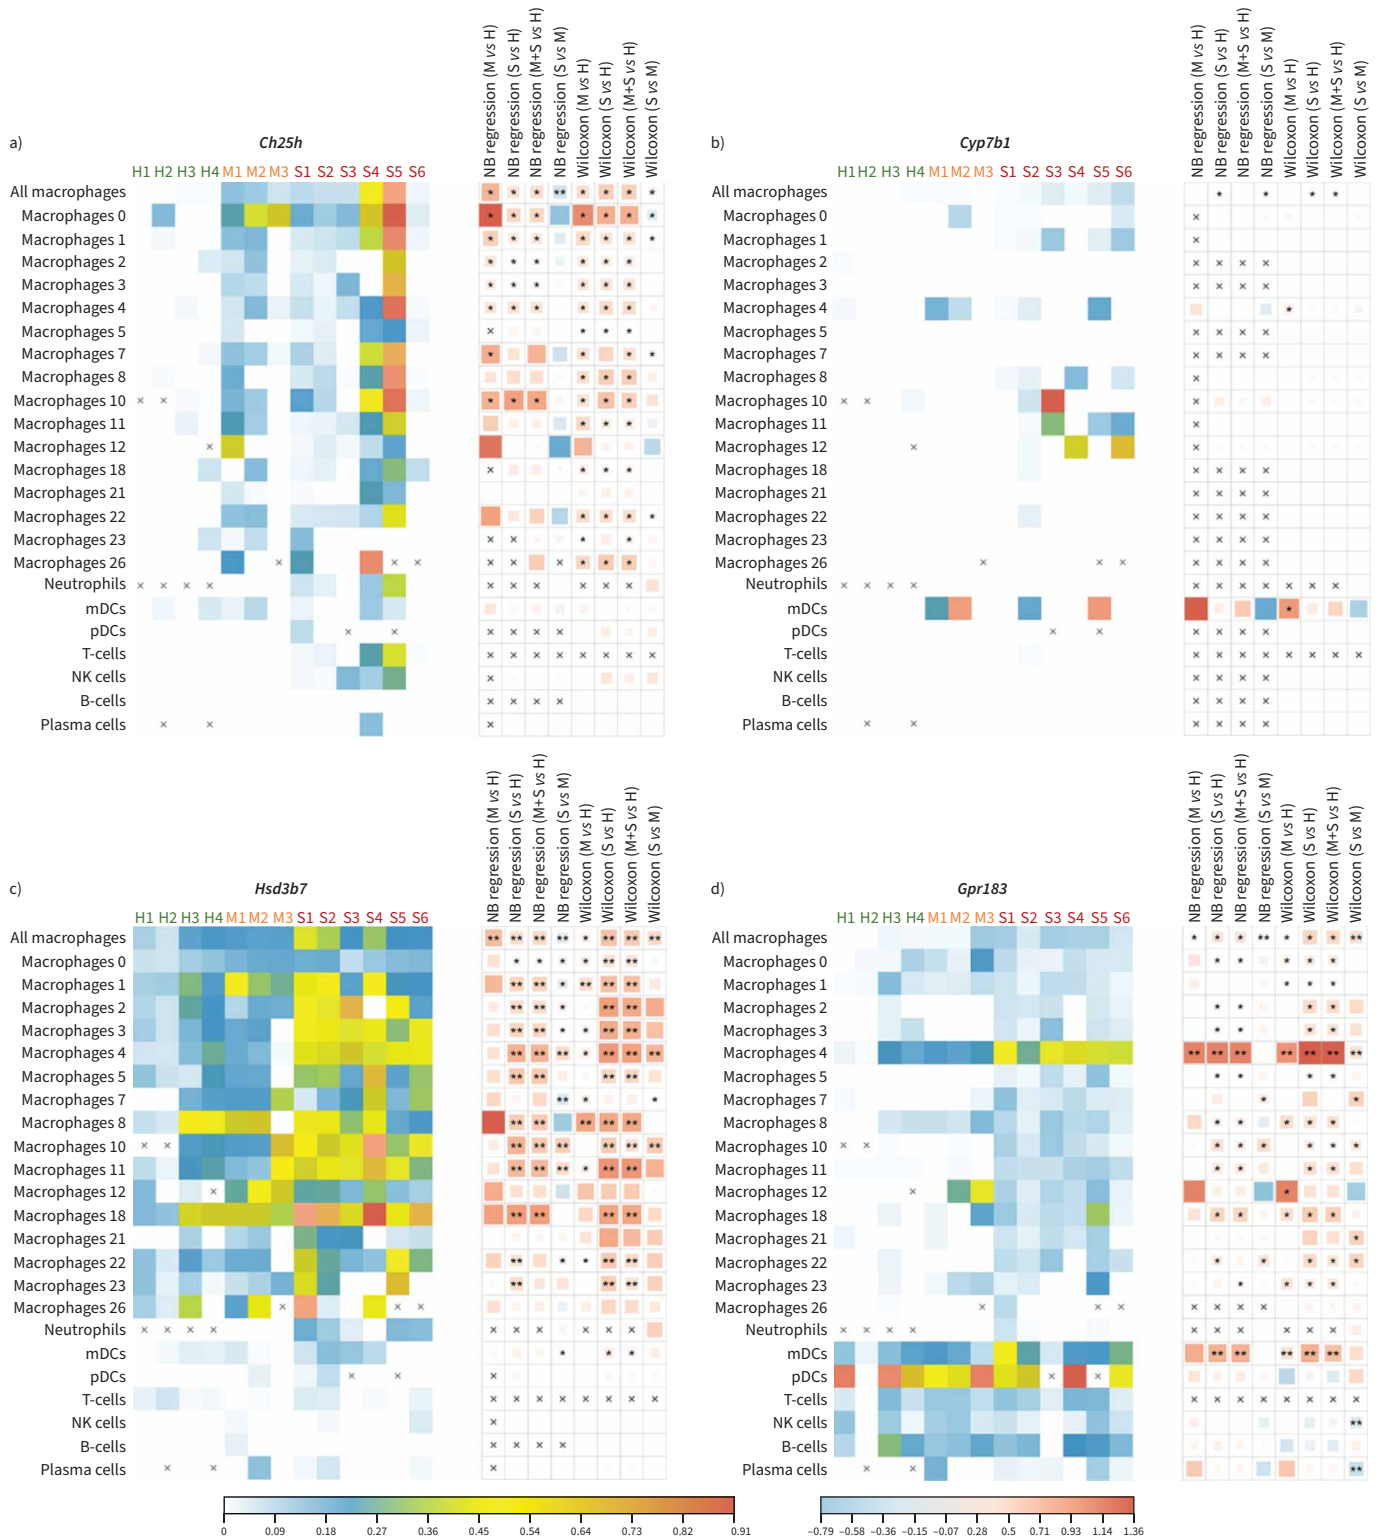 a)
Ch25h
H1 H2 H3 H4 M1 M2 M3 S1 S2 S3 S4 S5 S6
NB regression (M vs H)
NB regression (S vs H)
NB regression (M+S vs H)
NB regression (S vs M)
Wilcoxon (M vs H)
Wilcoxon (S vs H)
Wilcoxon (M+S vs H)
Wilcoxon (S vs M)
All macrophages
Macrophages 0
Macrophages 1
Macrophages 2
Macrophages 3
Macrophages 4
Macrophages 5
Macrophages 7
Macrophages 8
Macrophages 10
Macrophages 11
Macrophages 12
Macrophages 18
Macrophages 21
Macrophages 22
Macrophages 23
Macrophages 26
Neutrophils
mDCs
pDCs
T-cells
NK cells
B-cells
Plasma cells
b)
Cyp7b1
H1 H2 H3 H4 M1 M2 M3 S1 S2 S3 S4 S5 S6
NB regression (M vs H)
NB regression (S vs H)
NB regression (M+S vs H)
NB regression (S vs M)
Wilcoxon (M vs H)
Wilcoxon (S vs H)
Wilcoxon (M+S vs H)
Wilcoxon (S vs M)
All macrophages
Macrophages 0
Macrophages 1
Macrophages 2
Macrophages 3
Macrophages 4
Macrophages 5
Macrophages 7
Macrophages 8
Macrophages 10
Macrophages 11
Macrophages 12
Macrophages 18
Macrophages 21
Macrophages 22
Macrophages 23
Macrophages 26
Neutrophils
mDCs
pDCs
T-cells
NK cells
B-cells
Plasma cells
c)
Hsd3b7
H1 H2 H3 H4 M1 M2 M3 S1 S2 S3 S4 S5 S6
NB regression (M vs H)
NB regression (S vs H)
NB regression (M+S vs H)
NB regression (S vs M)
Wilcoxon (M vs H)
Wilcoxon (S vs H)
Wilcoxon (M+S vs H)
Wilcoxon (S vs M)
All macrophages
Macrophages 0
Macrophages 1
Macrophages 2
Macrophages 3
Macrophages 4
Macrophages 5
Macrophages 7
Macrophages 8
Macrophages 10
Macrophages 11
Macrophages 12
Macrophages 18
Macrophages 21
Macrophages 22
Macrophages 23
Macrophages 26
Neutrophils
mDCs
pDCs
T-cells
NK cells
B-cells
Plasma cells
0 0.09 0.18 0.27 0.36 0.45 0.54 0.64 0.73 0.82 0.91
d)
Gpr183
H1 H2 H3 H4 M1 M2 M3 S1 S2 S3 S4 S5 S6
NB regression (M vs H)
NB regression (S vs H)
NB regression (M+S vs H)
NB regression (S vs M)
Wilcoxon (M vs H)
Wilcoxon (S vs H)
Wilcoxon (M+S vs H)
Wilcoxon (S vs M)
All macrophages
Macrophages 0
Macrophages 1
Macrophages 2
Macrophages 3
Macrophages 4
Macrophages 5
Macrophages 7
Macrophages 8
Macrophages 10
Macrophages 11
Macrophages 12
Macrophages 18
Macrophages 21
Macrophages 22
Macrophages 23
Macrophages 26
Neutrophils
mDCs
pDCs
T-cells
NK cells
B-cells
Plasma cells
−0.79 −0.58 −0.36 −0.15 −0.07 0.28 0.5 0.71 0.93 1.14 1.36